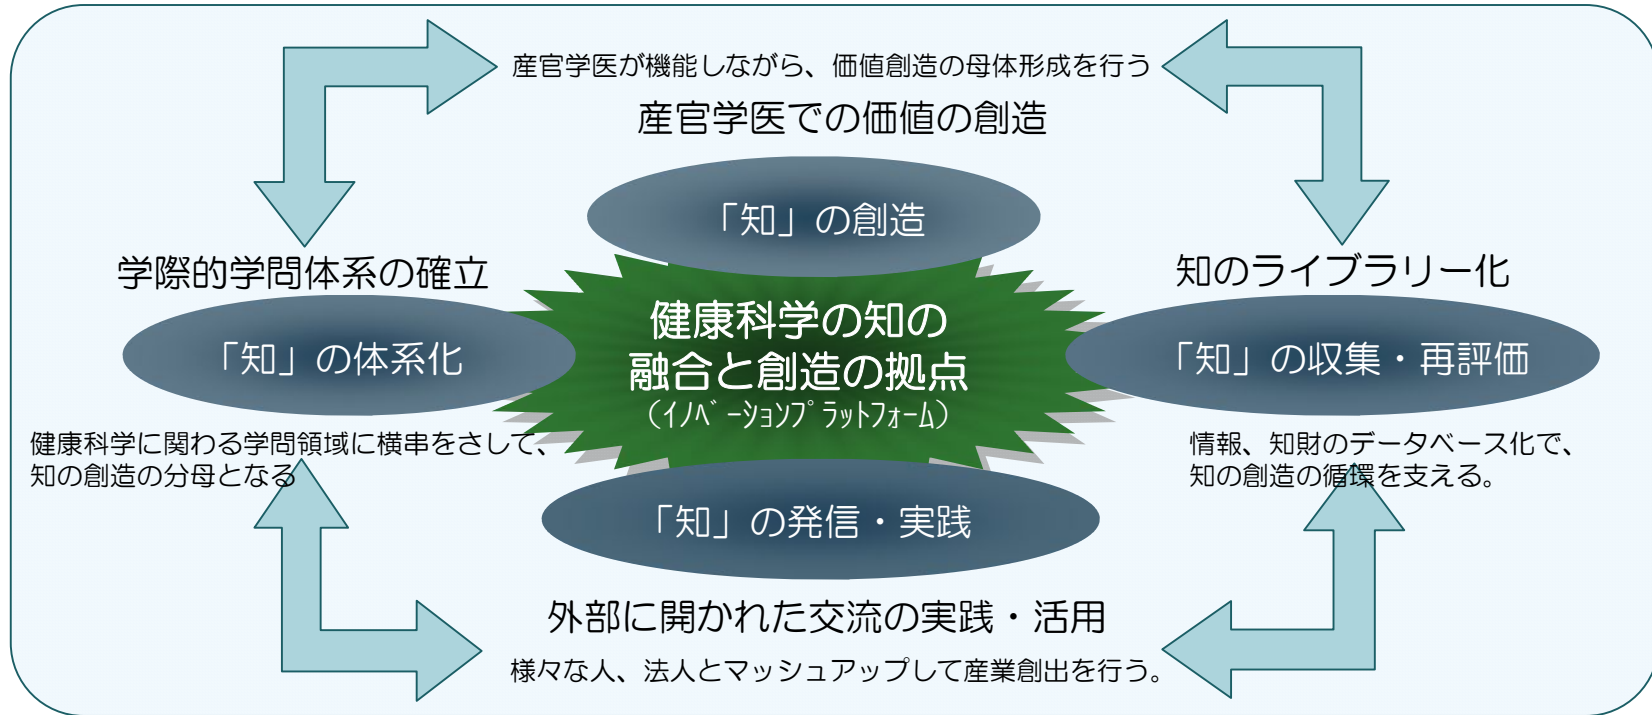 産官学医が機能しながら、価値創造の母体形成を行う
産官学医での価値の創造
「知」の創造
学際的学問体系の確立
「知」の体系化
健康科学に関わる学問領域に横串をさして、
知の創造の分母となる
健康科学の知の
融合と創造の拠点
(ｲﾉﾍﾞｰｼｮﾝﾌﾟﾗｯﾄﾌｫｰﾑ)
知のライブラリー化
「知」の収集・再評価
情報、知財のデータベース化で、
知の創造の循環を支える。
「知」の発信・実践
外部に開かれた交流の実践・活用
様々な人、法人とマッシュアップして産業創出を行う。